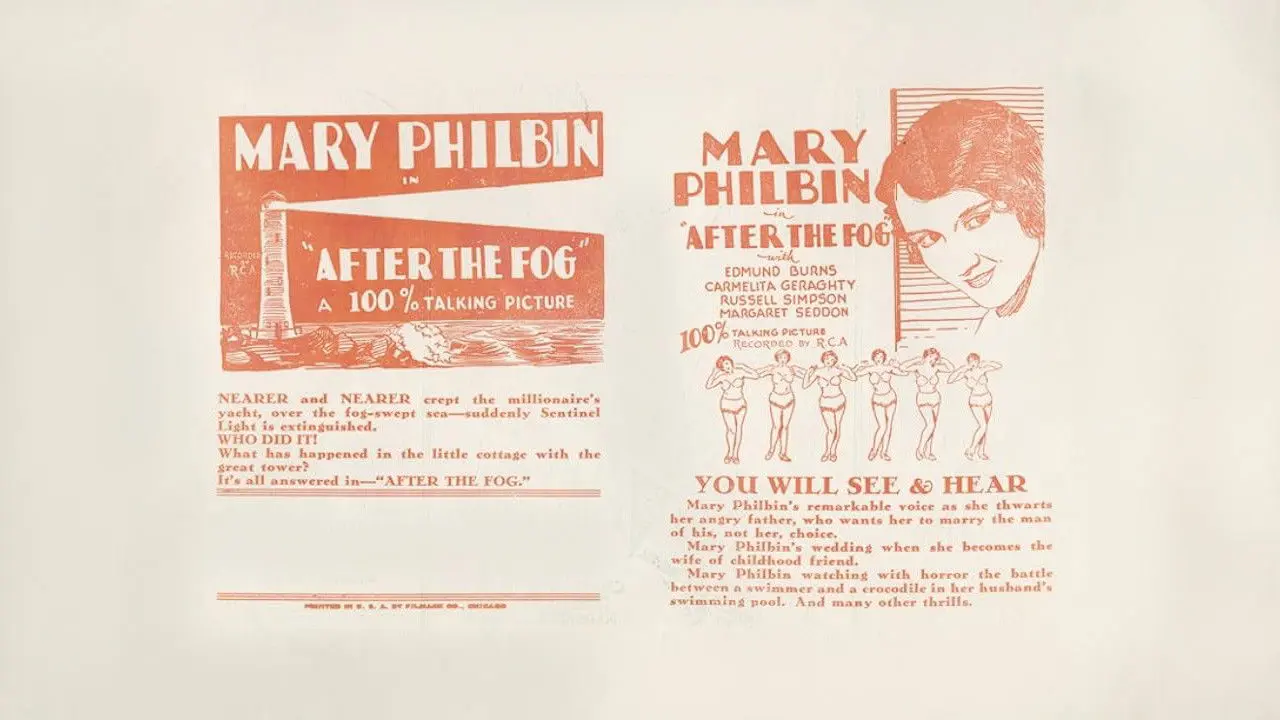 MARY PHILBIN
IN
RECORDED
BY
RCA
"AFTER THE FOG"
A 100% TALKING PICTURE
NEARER and NEARER crept the millionaire's
yacht, over the fog-swept sea—suddenly Sentinel
Light is extinguished.
WHO DID IT!
What has happened in the little cottage with the
great tower?
It's all answered in—"AFTER THE FOG."
PRINTED IN U. S. A. BY FILMACK CO., CHICAGO
MARY
PHILBIN
in
"AFTER THE FOG"
with
EDMUND BURNS
CARMELITA GERAGHTY
RUSSELL SIMPSON
MARGARET SEDDON
100% TALKING PICTURE
RECORDED BY RCA
YOU WILL SEE & HEAR
Mary Philbin's remarkable voice as she thwarts
her angry father, who wants her to marry the man
of his, not her, choice.
Mary Philbin's wedding when she becomes the
wife of childhood friend.
Mary Philbin watching with horror the battle
between a swimmer and a crocodile in her husband's
swimming pool. And many other thrills.